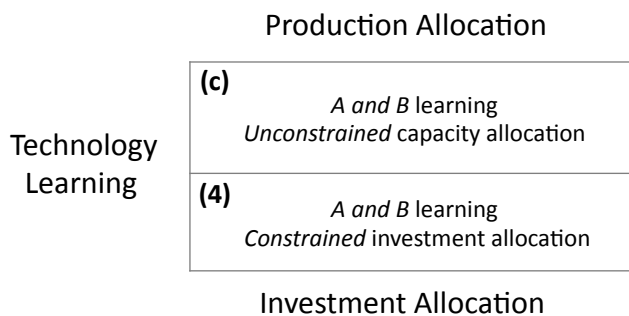 Production Allocation
(c)
A and B learning
Unconstrained capacity allocation
Technology
Learning
(4)
A and B learning
Constrained investment allocation
Investment Allocation